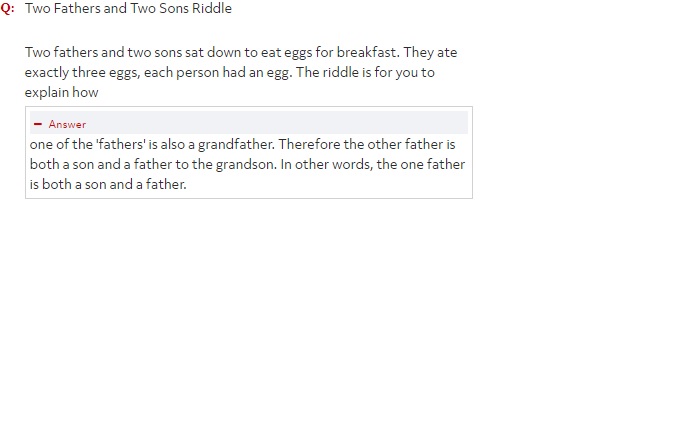 Q: Two Fathers and Two Sons Riddle
Two fathers and two sons sat down to eat eggs for breakfast. They ate
exactly three eggs, each person had an egg. The riddle is for you to
explain how
− Answer
one of the 'fathers' is also a grandfather. Therefore the other father is
both a son and a father to the grandson. In other words, the one father
is both a son and a father.